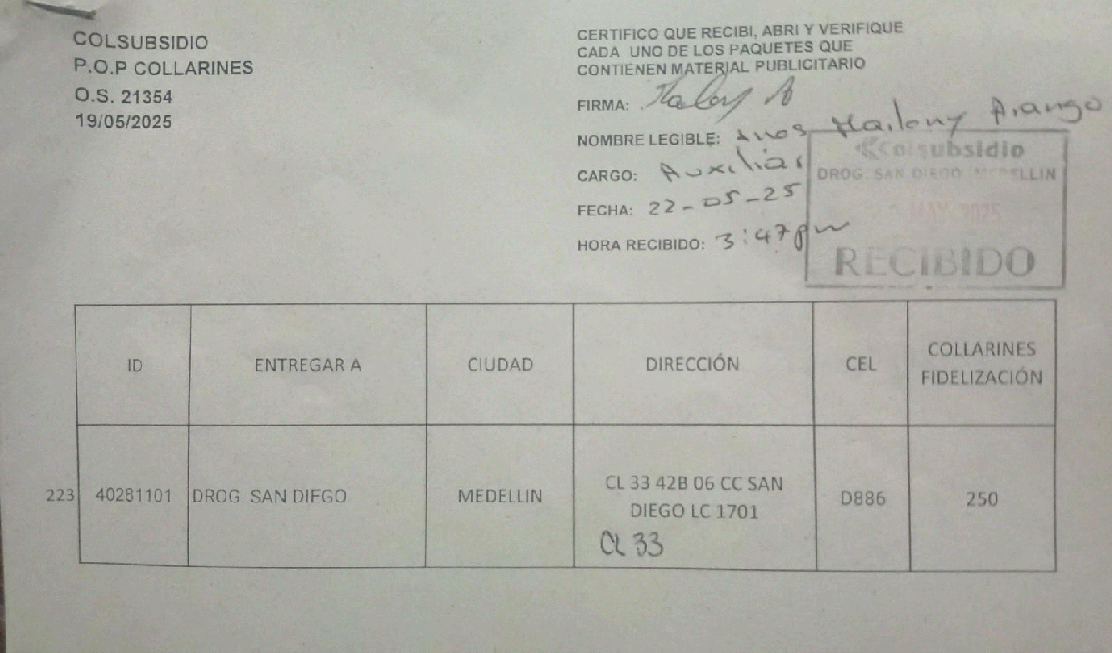 COLSUBSIDIO
P.O.P COLLARINES
O.S. 21354
19/05/2025
CERTIFICO QUE RECIBI, ABRI Y VERIFIQUE
CADA UNO DE LOS PAQUETES QUE
CONTIENEN MATERIAL PUBLICITARIO
FIRMA:
NOMBRE LEGIBLE: Arango
CARGO: Auxiliar
FECHA: 22-05-25
HORA RECIBIDO: 3:47pm
Colsubsidio
DROG. SAN DIEGO MEDELLIN
MAY 2025
RECIBIDO
ID ENTREGAR A CIUDAD DIRECCIÓN CEL COLLARINES FIDELIZACIÓN
223 40281101 DROG SAN DIEGO MEDELLIN CL 33 42B 06 CC SAN DIEGO LC 1701 D886 250
CL 33